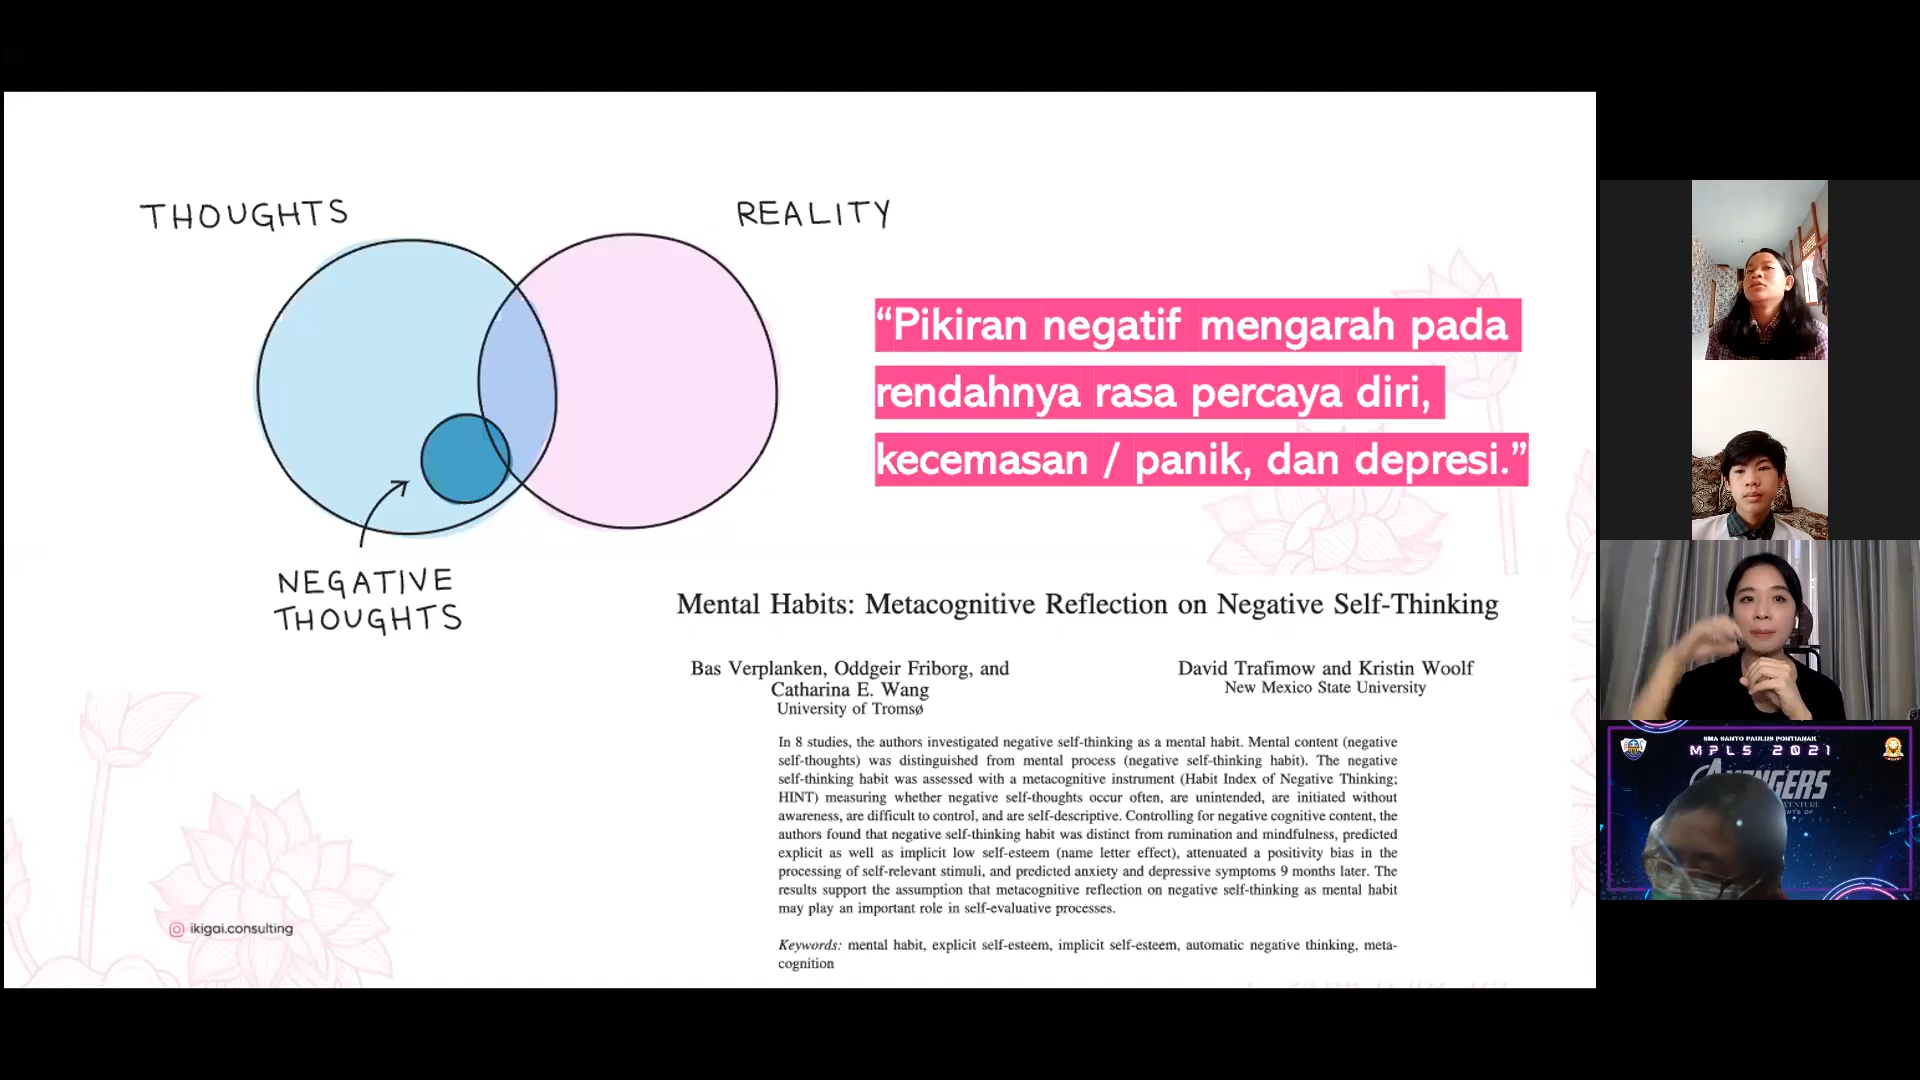 THOUGHTS
REALITY
NEGATIVE
THOUGHTS
“Pikiran negatif mengarah pada
rendahnya rasa percaya diri,
kecemasan / panik, dan depresi.”
Mental Habits: Metacognitive Reflection on Negative Self-Thinking
Bas Verplanken, Oddgeir Friborg, and
Catharina E. Wang
University of Tromsø
David Trafimow and Kristin Woolf
New Mexico State University
In 8 studies, the authors investigated negative self-thinking as a mental habit. Mental content (negative
self-thoughts) was distinguished from mental process (negative self-thinking habit). The negative
self-thinking habit was assessed with a metacognitive instrument (Habit Index of Negative Thinking;
HINT) measuring whether negative self-thoughts occur often, are unintended, are initiated without
awareness, are difficult to control, and are self-descriptive. Controlling for negative cognitive content, the
authors found that negative self-thinking habit was distinct from rumination and mindfulness, predicted
explicit as well as implicit low self-esteem (name letter effect), attenuated a positivity bias in the
processing of self-relevant stimuli, and predicted anxiety and depressive symptoms 9 months later. The
results support the assumption that metacognitive reflection on negative self-thinking as mental habit
may play an important role in self-evaluative processes.
Keywords: mental habit, explicit self-esteem, implicit self-esteem, automatic negative thinking, meta-
cognition
ikigai.consulting
SMA SANTO PAULUS PONTIANAK
MPLS 2021